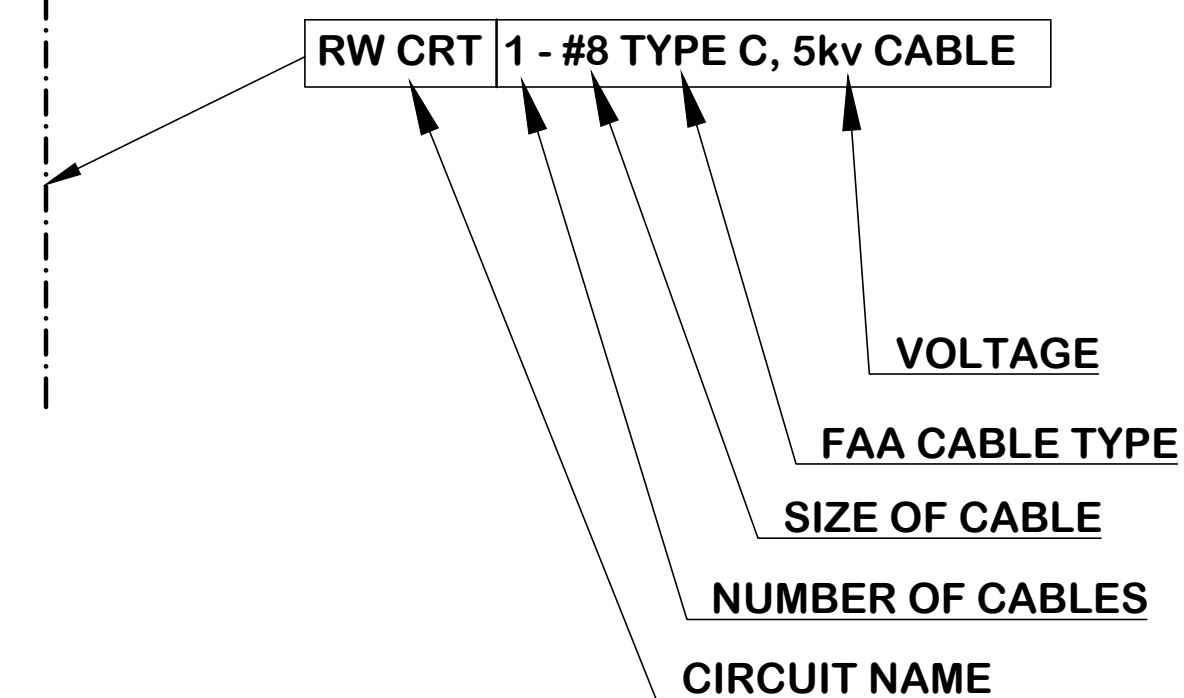 RW CRT 1 - #8 TYPE C, 5kv CABLE
VOLTAGE
FAA CABLE TYPE
SIZE OF CABLE
NUMBER OF CABLES
CIRCUIT NAME